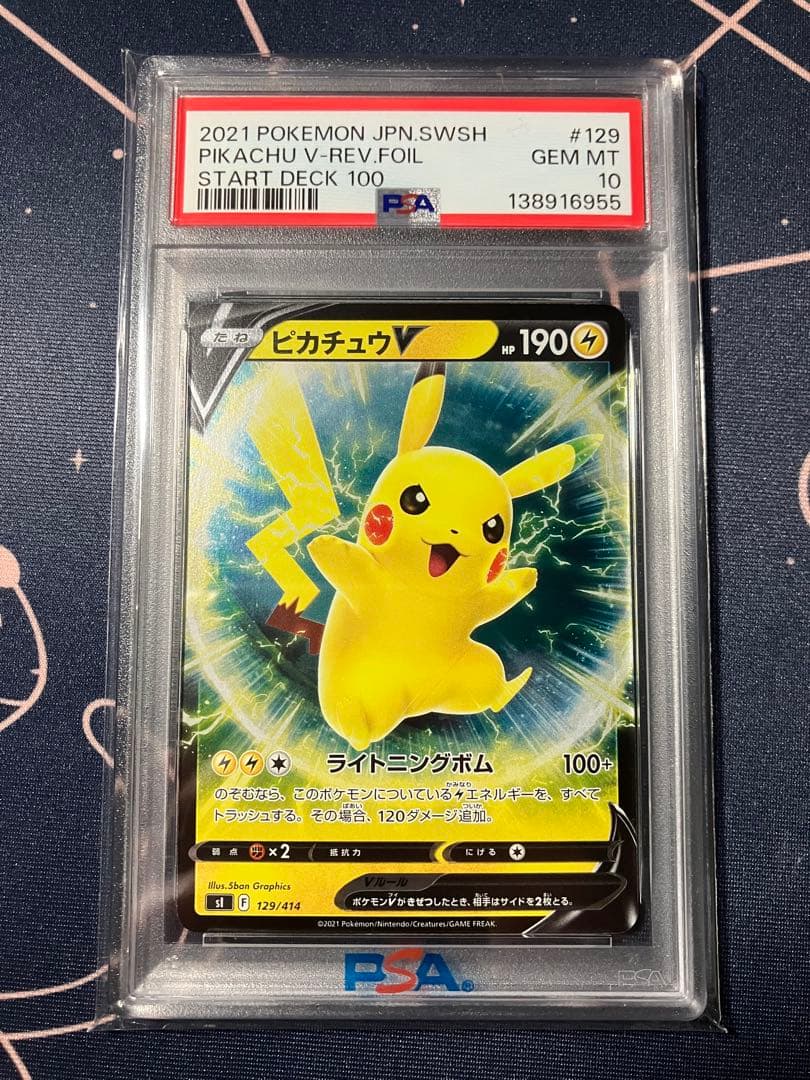 2021 POKEMON JPN.SWSH #129
PIKACHU V-REV.FOIL GEM MT
START DECK 100 10
PSA 138916955
たね ピカチュウV HP 190
ライトニングボム 100+
のぞむなら、このポケモンについているエネルギーを、すべて
トラッシュする。その場合、120ダメージ追加。
弱点 ×2 抵抗力 にげる
Vルール
ポケモンVがきぜつしたとき、相手はサイドを2枚とる。
Illus.5ban Graphics
sI F 129/414
©2021 Pokémon/Nintendo/Creatures/GAME FREAK.
PSA®
PSA